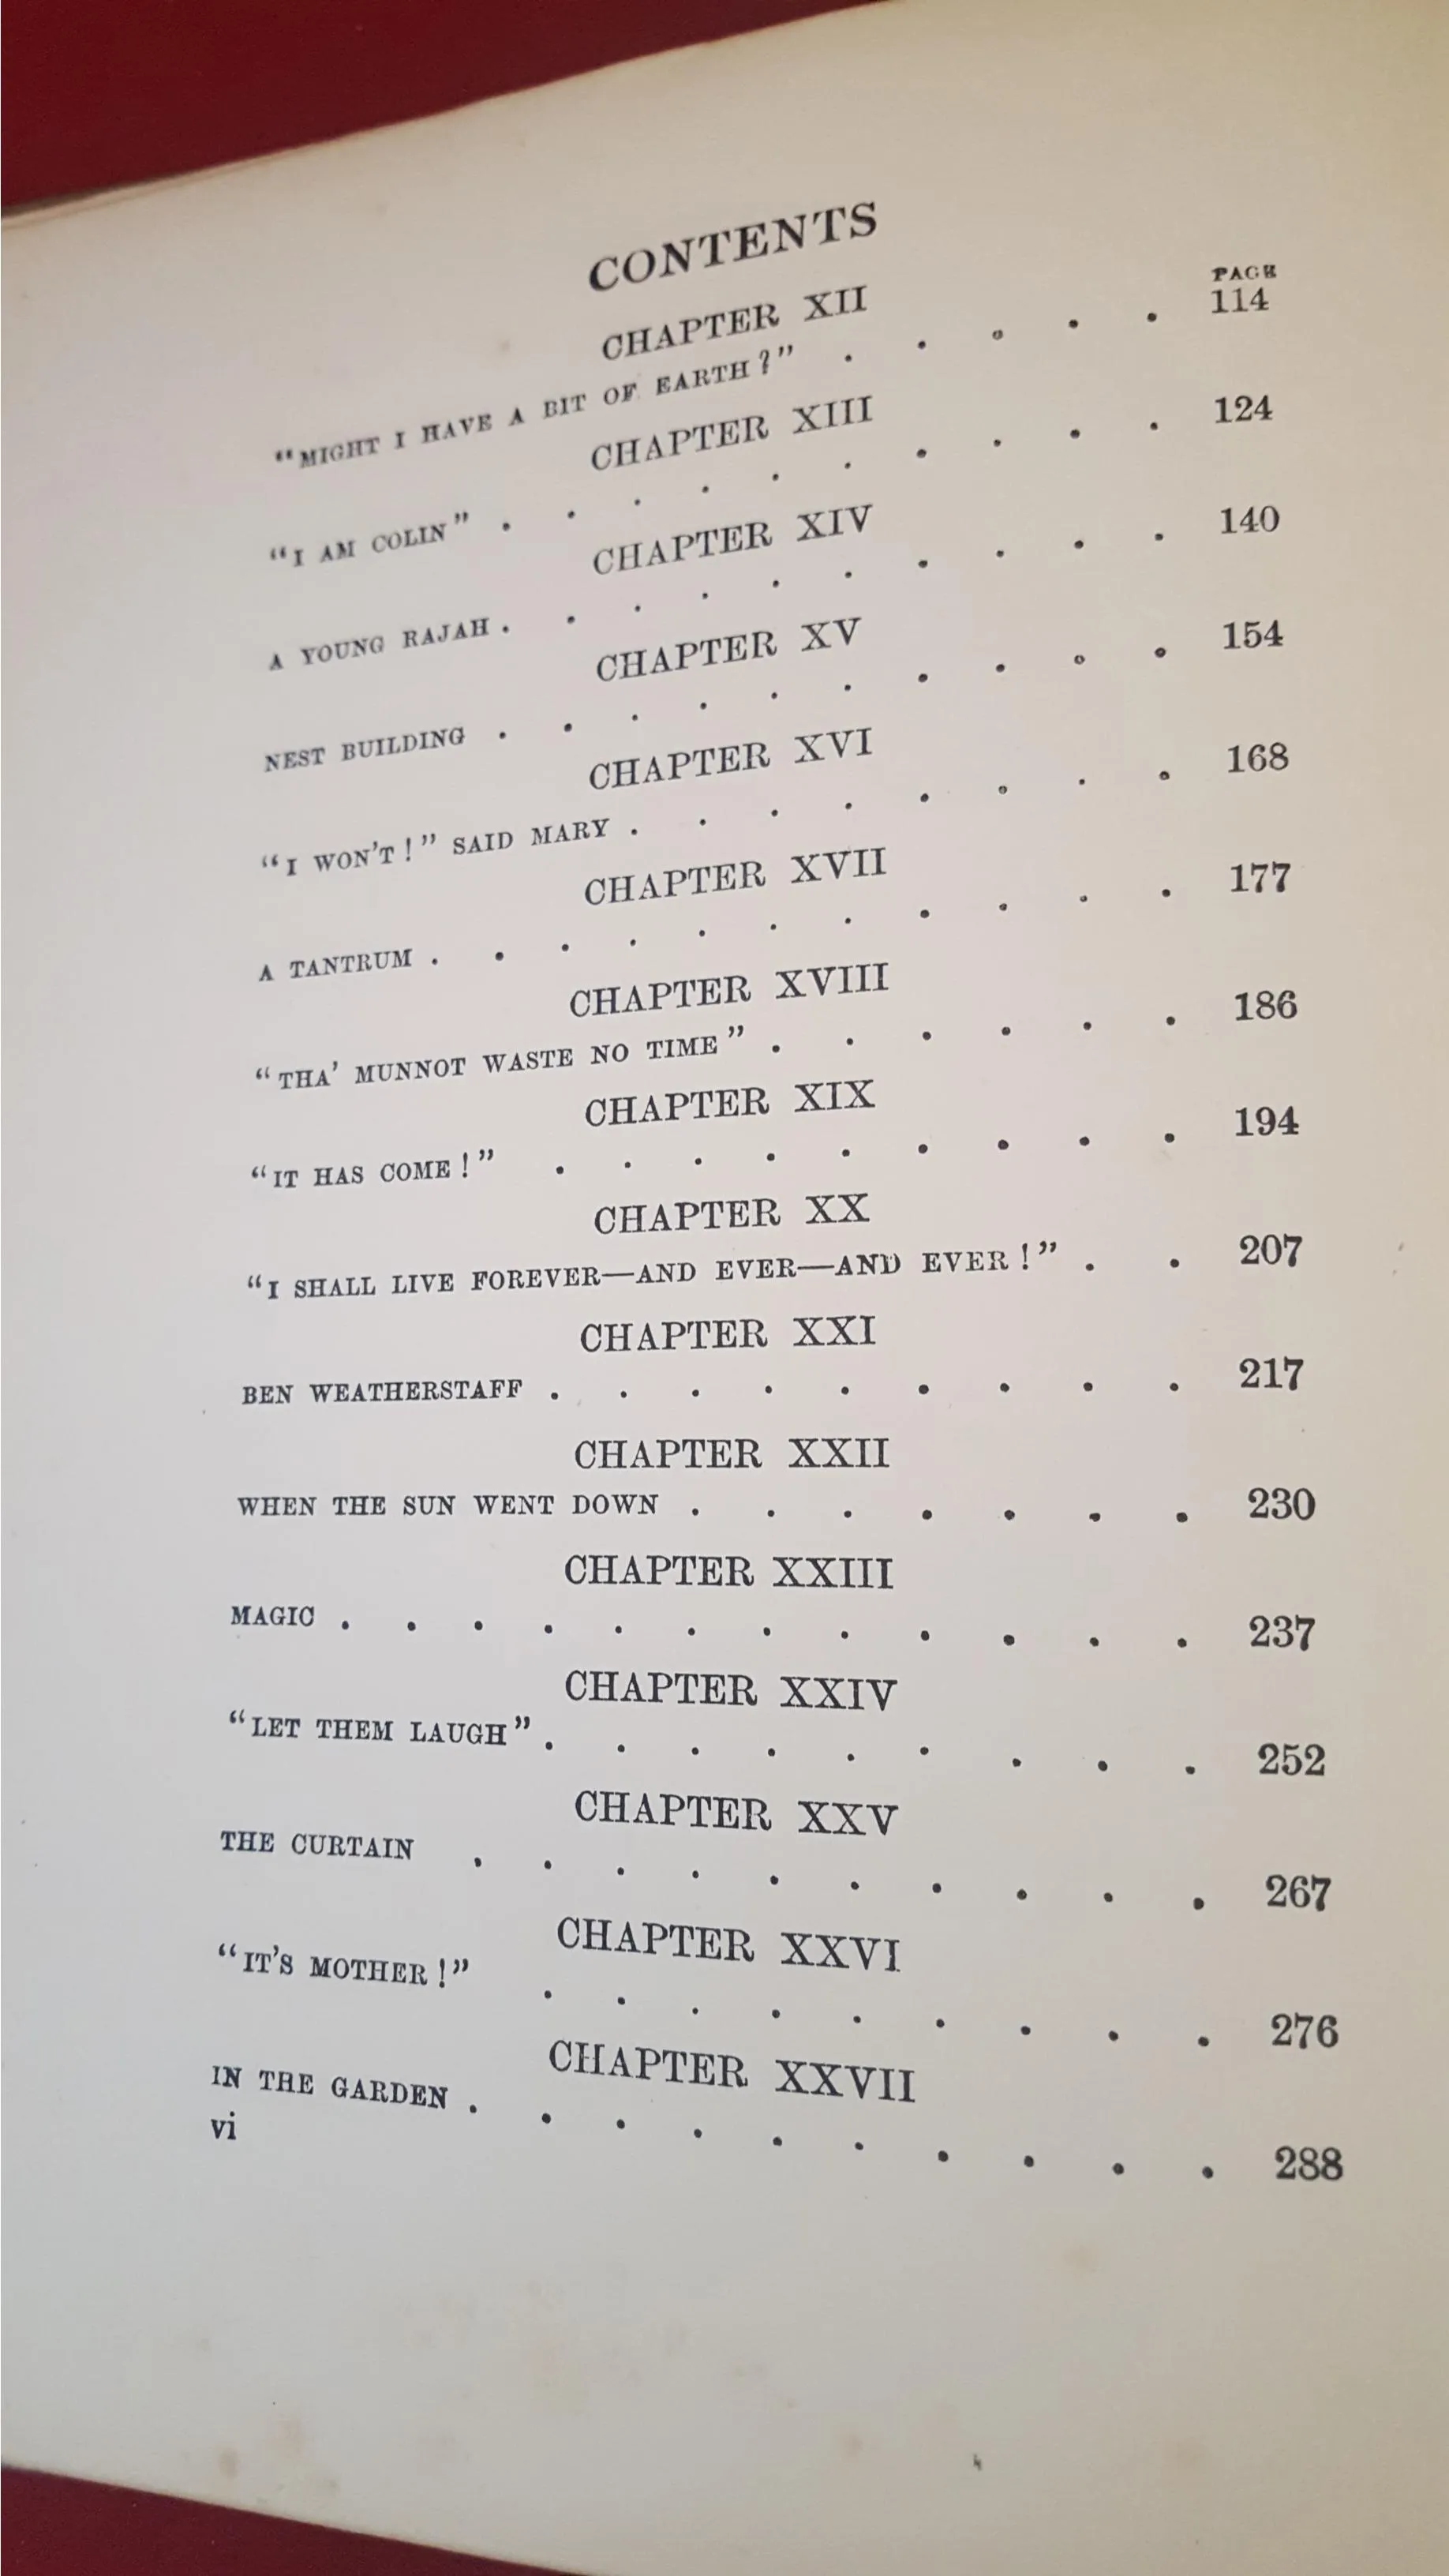 CONTENTS
PAGE
CHAPTER XII
"MIGHT I HAVE A BIT OF EARTH?" . . . . . 114
CHAPTER XIII
"I AM COLIN" . . . . . . . . . . 124
CHAPTER XIV
A YOUNG RAJAH . . . . . . . . . . 140
CHAPTER XV
NEST BUILDING . . . . . . . . . . 154
CHAPTER XVI
"I WON'T!" SAID MARY . . . . . . . . 168
CHAPTER XVII
A TANTRUM . . . . . . . . . . . 177
CHAPTER XVIII
"THA' MUNNOT WASTE NO TIME" . . . . . . 186
CHAPTER XIX
"IT HAS COME!" . . . . . . . . . 194
CHAPTER XX
"I SHALL LIVE FOREVER—AND EVER—AND EVER!" . . 207
CHAPTER XXI
BEN WEATHERSTAFF . . . . . . . . . 217
CHAPTER XXII
WHEN THE SUN WENT DOWN . . . . . . . 230
CHAPTER XXIII
MAGIC . . . . . . . . . . . . 237
CHAPTER XXIV
"LET THEM LAUGH" . . . . . . . . . 252
CHAPTER XXV
THE CURTAIN . . . . . . . . . . 267
CHAPTER XXVI
"IT'S MOTHER!" . . . . . . . . . 276
CHAPTER XXVII
IN THE GARDEN . . . . . . . . . . 288
vi